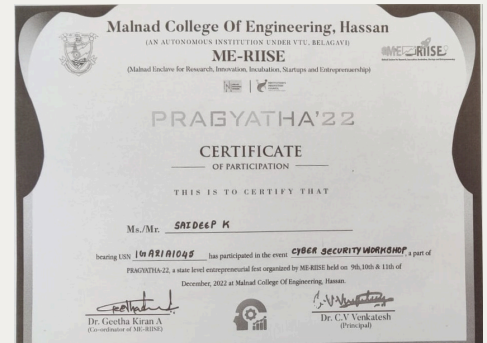 Malnad College Of Engineering, Hassan
(AN AUTONOMOUS INSTITUTION UNDER VTU, BELAGAVI)
ME-RIISE
(Malnad Enclave for Research, Innovation, Incubation, Startups and Entreprenuership)
ME-RIISE
PRAGYATHA'22
CERTIFICATE
OF PARTICIPATION
THIS IS TO CERTIFY THAT
Ms./Mr. SAIDEEP K
bearing USN has participated in the event CYBER SECURITY WORKSHOP, a part of
PRAGYATHA-22, a state level entrepreneurial fest organized by ME-RIISE held on 9th,10th & 11th of
December, 2022 at Malnad College Of Engineering, Hassan.
Dr. Geetha Kiran A
(Co-ordinator of ME-RIISE)
Dr. C.V Venkatesh
(Principal)